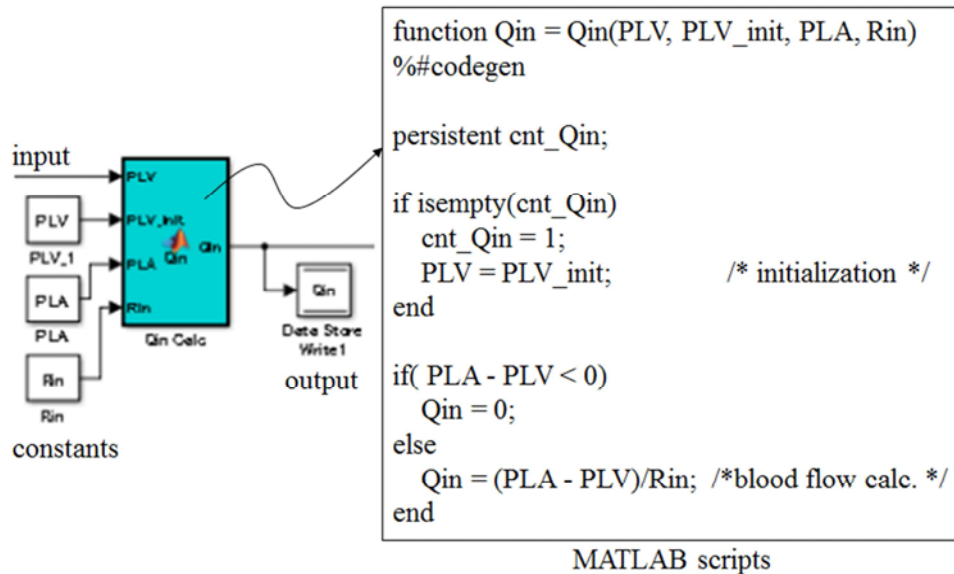 input
PLV
PLV
PLV_init
PLV_1
PLA
PLA
PLA
Rin
Rin
Rin
Qin
Qin
Qin Calc
Qin
Data Store
Write1
output
constants
function Qin = Qin(PLV, PLV_init, PLA, Rin)
%#codegen
persistent cnt_Qin;
if isempty(cnt_Qin)
cnt_Qin = 1;
PLV = PLV_init; /* initialization */
end
if( PLA - PLV < 0)
Qin = 0;
else
Qin = (PLA - PLV)/Rin; /*blood flow calc. */
end
MATLAB scripts